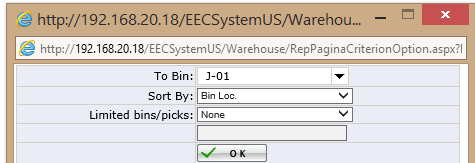 http://192.168.20.18/EECSystemUS/Warehou...
http://192.168.20.18/EECSystemUS/Warehouse/RepPaginaCriterionOption.aspx?I
To Bin: J-01
Sort By: Bin Loc.
Limited bins/picks: None
OK